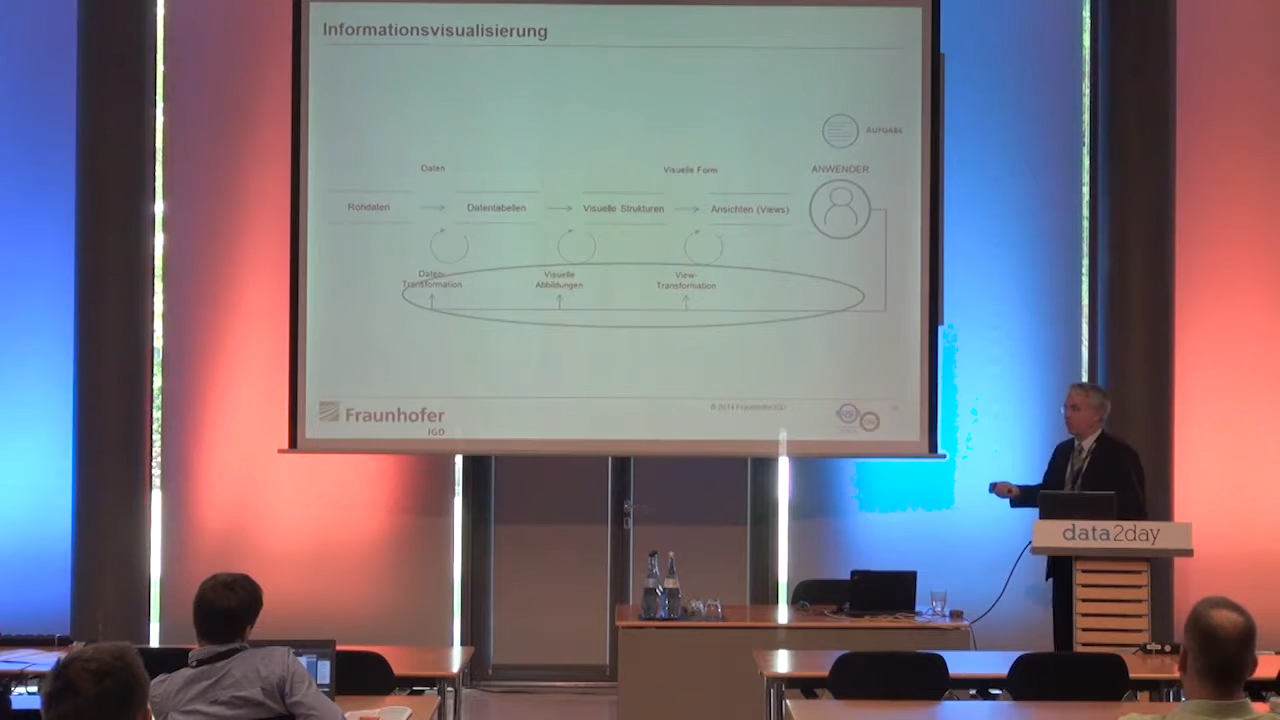 Informationsvisualisierung
AUFGABE
Daten
Visuelle Form
ANWENDER
Rohdaten
Datentabellen
Visuelle Strukturen
Ansichten (Views)
Daten-
Transformation
Visuelle
Abbildungen
View-
Transformation
Fraunhofer
IGD
© 2014 Fraunhofer IGD
data2day